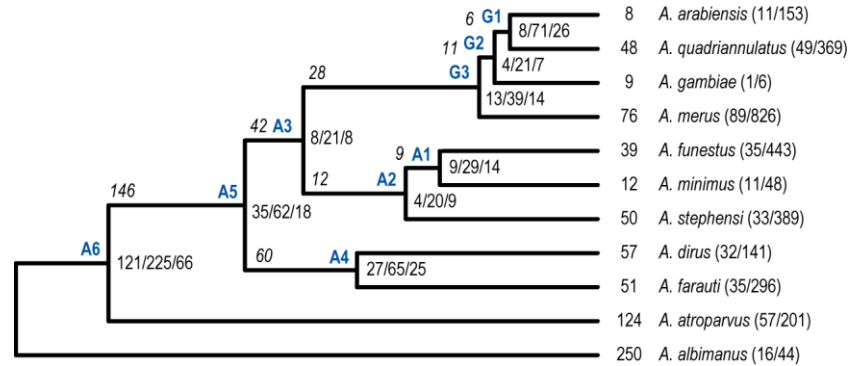 6 G1 8 A. arabiensis (11/153)
8/71/26
11 G2 48 A. quadriannulatus (49/369)
4/21/7
28 G3 9 A. gambiae (1/6)
13/39/14
76 A. merus (89/826)
42 A3 8/21/8
9 A1 39 A. funestus (35/443)
9/29/14
146 A5 12 A2 12 A. minimus (11/48)
4/20/9
35/62/18
50 A. stephensi (33/389)
A6 60 A4 57 A. dirus (32/141)
121/225/66 27/65/25
51 A. farauti (35/296)
124 A. atroparvus (57/201)
250 A. albimanus (16/44)